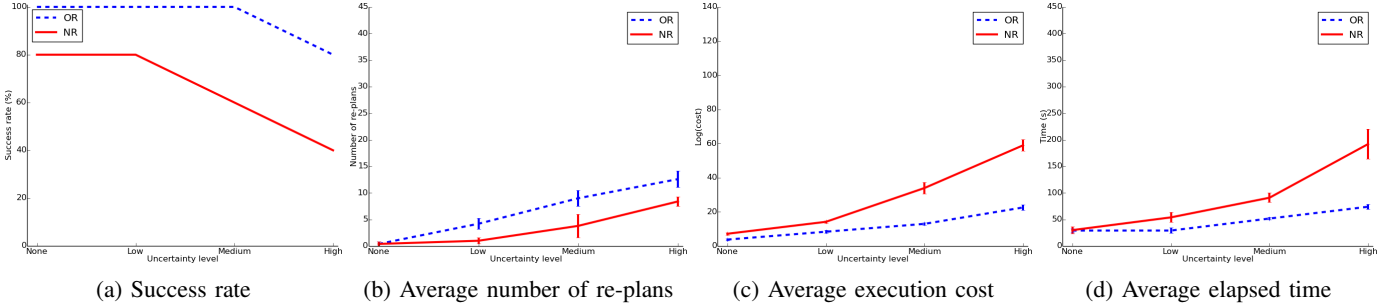 100
80
60
40
20
0
Success rate (%)
OR
NR
None
Low
Medium
High
Uncertainty level
(a) Success rate
45
40
35
30
25
20
15
10
5
0
Number of re-plans
OR
NR
None
Low
Medium
High
Uncertainty level
(b) Average number of re-plans
140
120
100
80
60
40
20
0
Log(cost)
OR
NR
None
Low
Medium
High
Uncertainty level
(c) Average execution cost
450
400
350
300
250
200
150
100
50
0
Time (s)
OR
NR
None
Low
Medium
High
Uncertainty level
(d) Average elapsed time